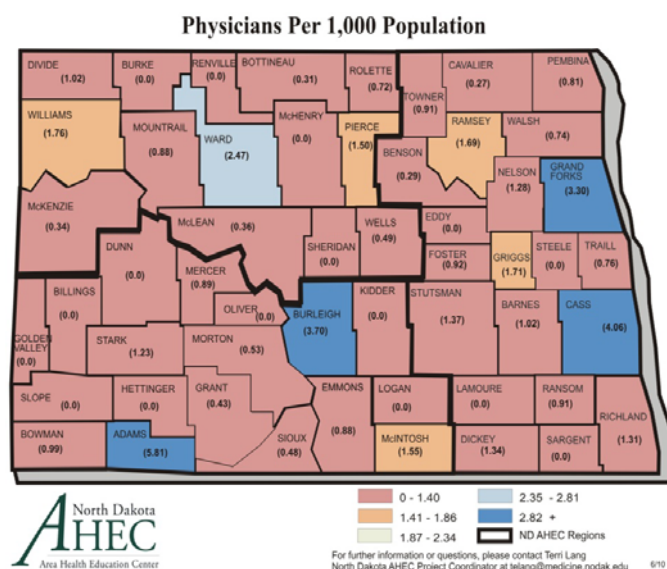 Physicians Per 1,000 Population
DIVIDE
(1.02)
BURKE
(0.0)
RENVILLE
(0.0)
BOTTINEAU
(0.31)
ROLETTE
(0.72)
TOWNER
(0.91)
CAVALIER
(0.27)
PEMBINA
(0.81)
WILLIAMS
(1.76)
MOUNTRAIL
(0.88)
WARD
(2.47)
McHENRY
(0.0)
PIERCE
(1.50)
BENSON
(0.29)
RAMSEY
(1.69)
WALSH
(0.74)
NELSON
(1.28)
GRAND
FORKS
(3.30)
McKENZIE
(0.34)
DUNN
(0.0)
McLEAN
(0.36)
MERCER
(0.89)
OLIVER
(0.0)
SHERIDAN
(0.0)
WELLS
(0.49)
EDDY
(0.0)
FOSTER
(0.92)
GRIGGS
(1.71)
STEELE
(0.0)
TRAILL
(0.76)
GOLDEN
VALLEY
(0.0)
BILLINGS
(0.0)
STARK
(1.23)
MORTON
(0.53)
BURLEIGH
(3.70)
KIDDER
(0.0)
STUTSMAN
(1.37)
BARNES
(1.02)
CASS
(4.06)
SLOPE
(0.0)
HETTINGER
(0.0)
GRANT
(0.43)
EMMONS
(0.88)
LOGAN
(0.0)
LAMOURE
(0.0)
RANSOM
(0.91)
RICHLAND
(1.31)
BOWMAN
(0.99)
ADAMS
(5.81)
SIOUX
(0.48)
McINTOSH
(1.55)
DICKEY
(1.34)
SARGENT
(0.0)
North Dakota
AHEC
Area Health Education Center
0 - 1.40
1.41 - 1.86
1.87 - 2.34
2.35 - 2.81
2.82 +
ND AHEC Regions
For further information or questions, please contact Terri Lang
North Dakota AHEC Project Coordinator at telang@medicine.nodak.edu
6/10